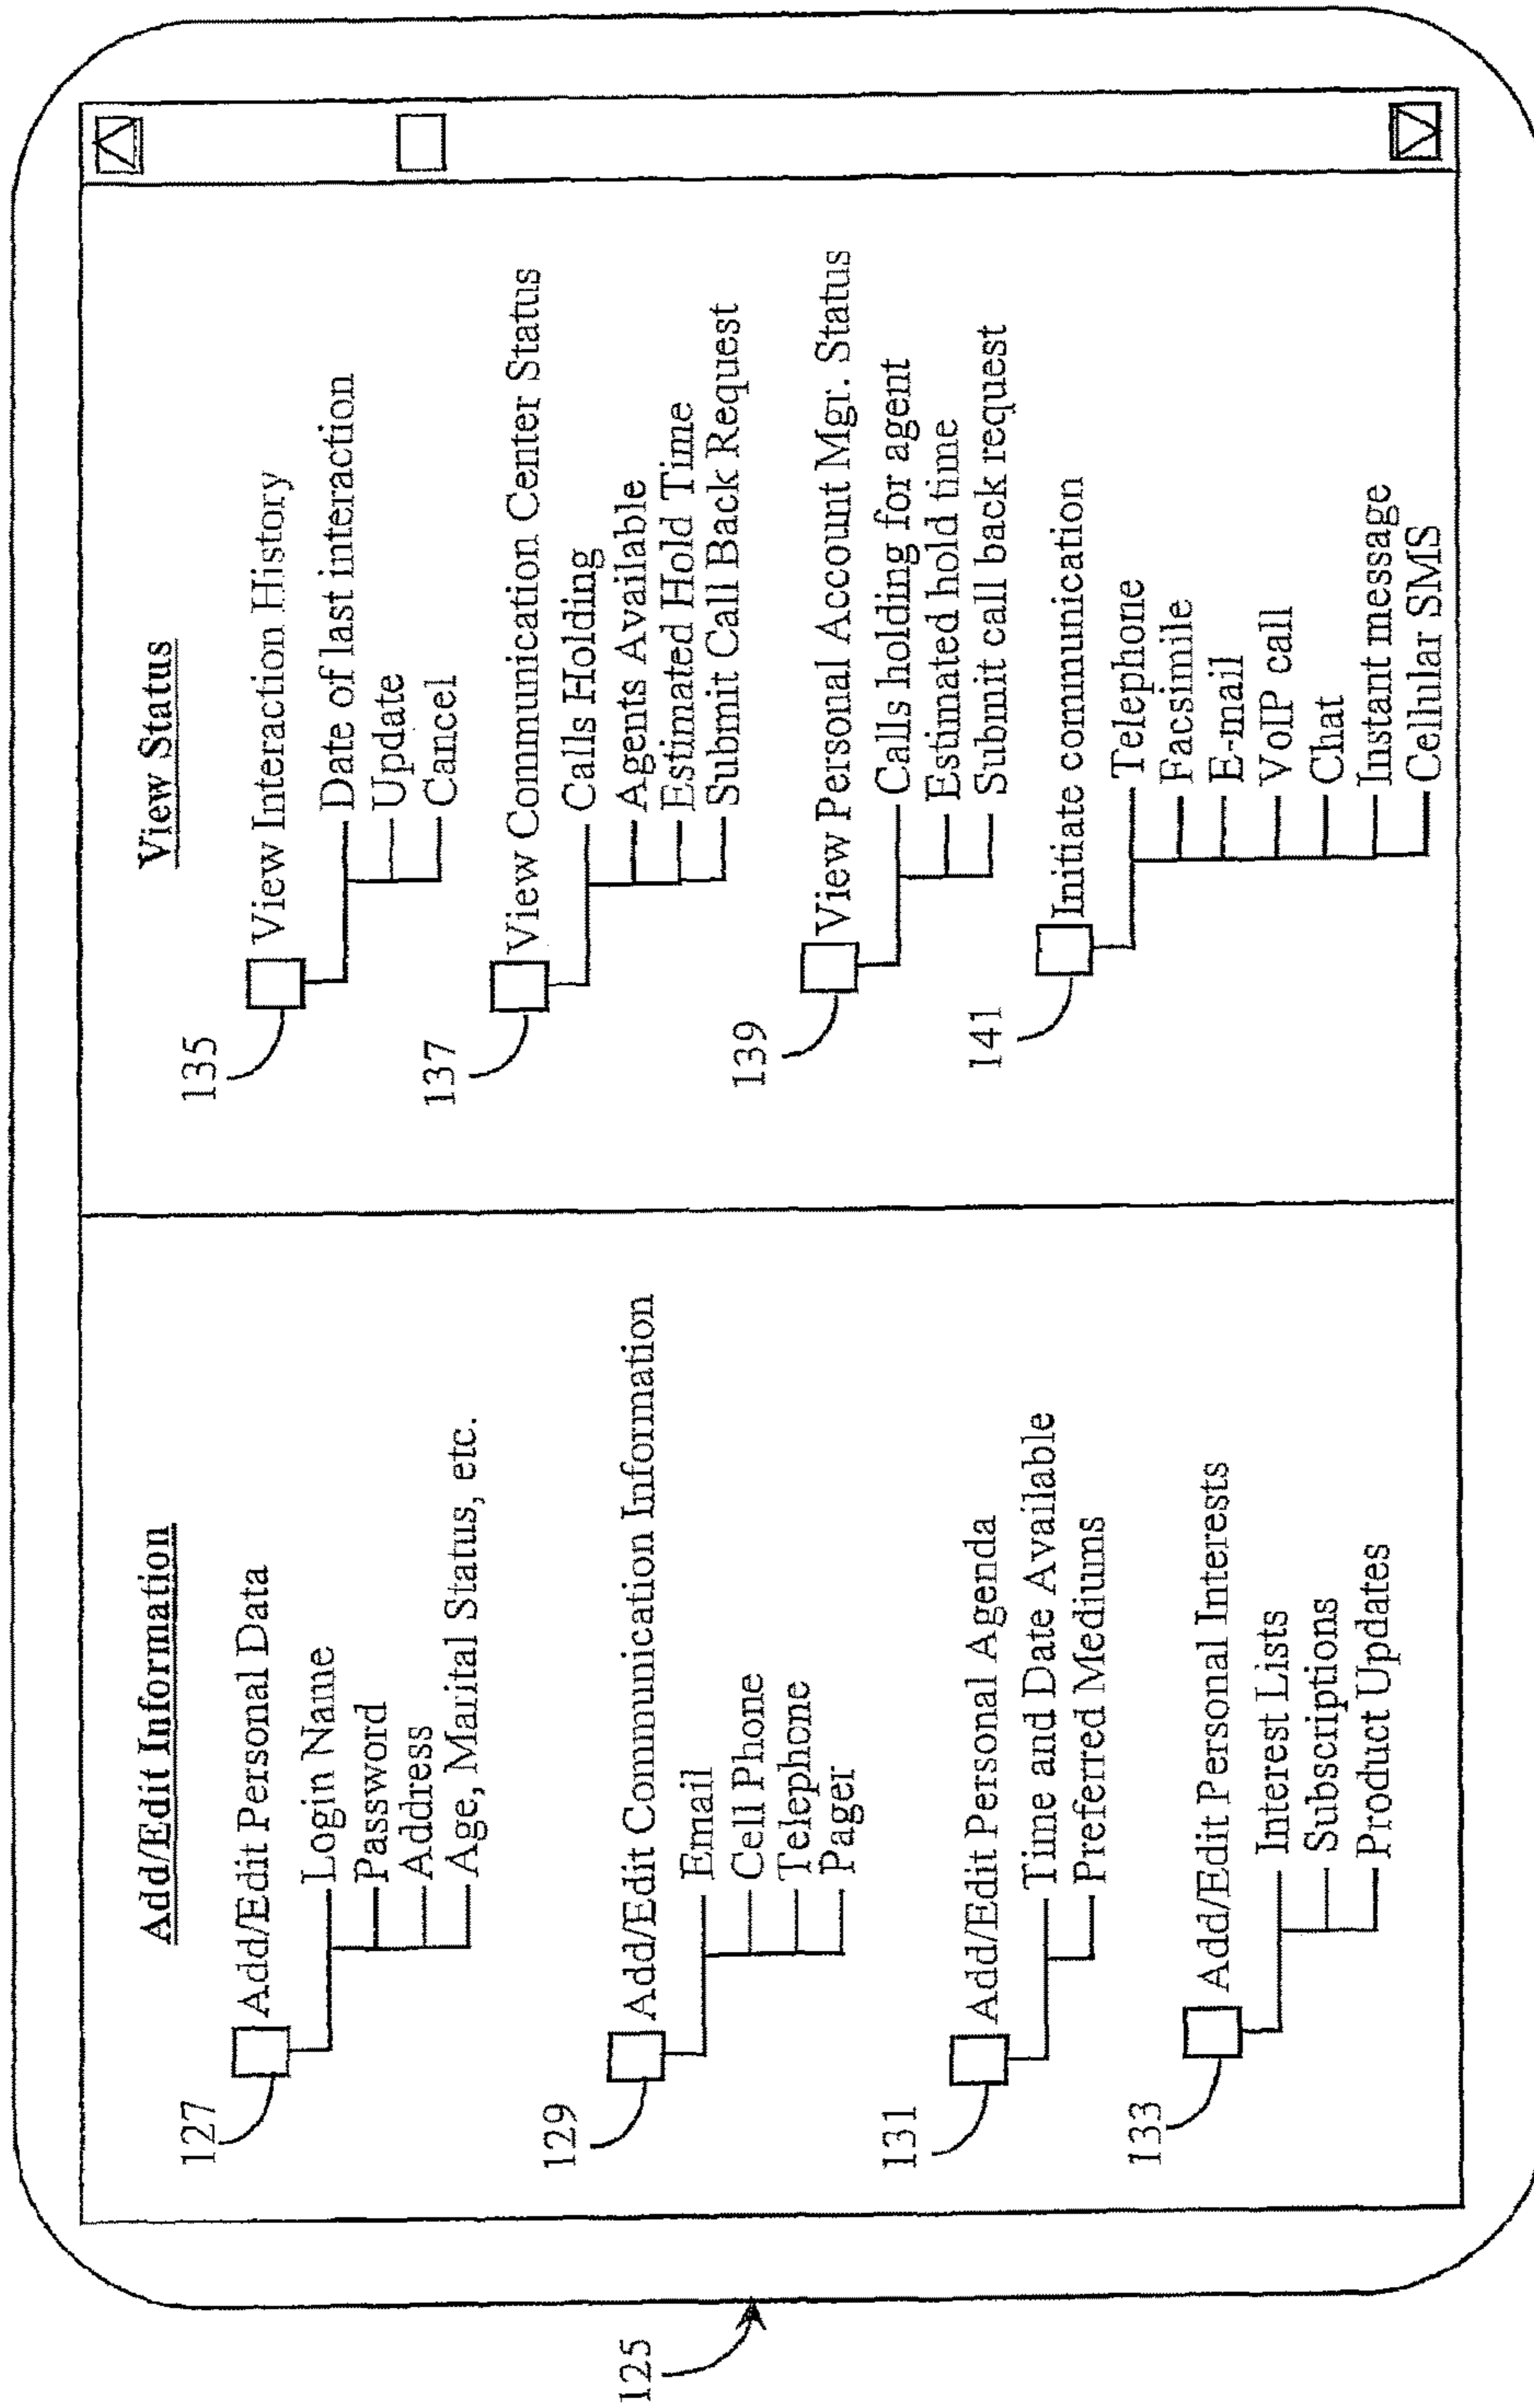 Add/Edit Information
127
Add/Edit Personal Data
Login Name
Password
Address
Age, Marital Status, etc.
129
Add/Edit Communication Information
Email
Cell Phone
Telephone
Pager
131
Add/Edit Personal Agenda
Time and Date Available
Preferred Mediums
133
Add/Edit Personal Interests
Interest Lists
Subscriptions
Product Updates
View Status
135
View Interaction History
Date of last interaction
Update
Cancel
137
View Communication Center Status
Calls Holding
Agents Available
Estimated Hold Time
Submit Call Back Request
139
View Personal Account Mgr. Status
Calls holding for agent
Estimated hold time
Submit call back request
141
Initiate communication
Telephone
Facsimile
E-mail
VoIP call
Chat
Instant message
Cellular SMS
125